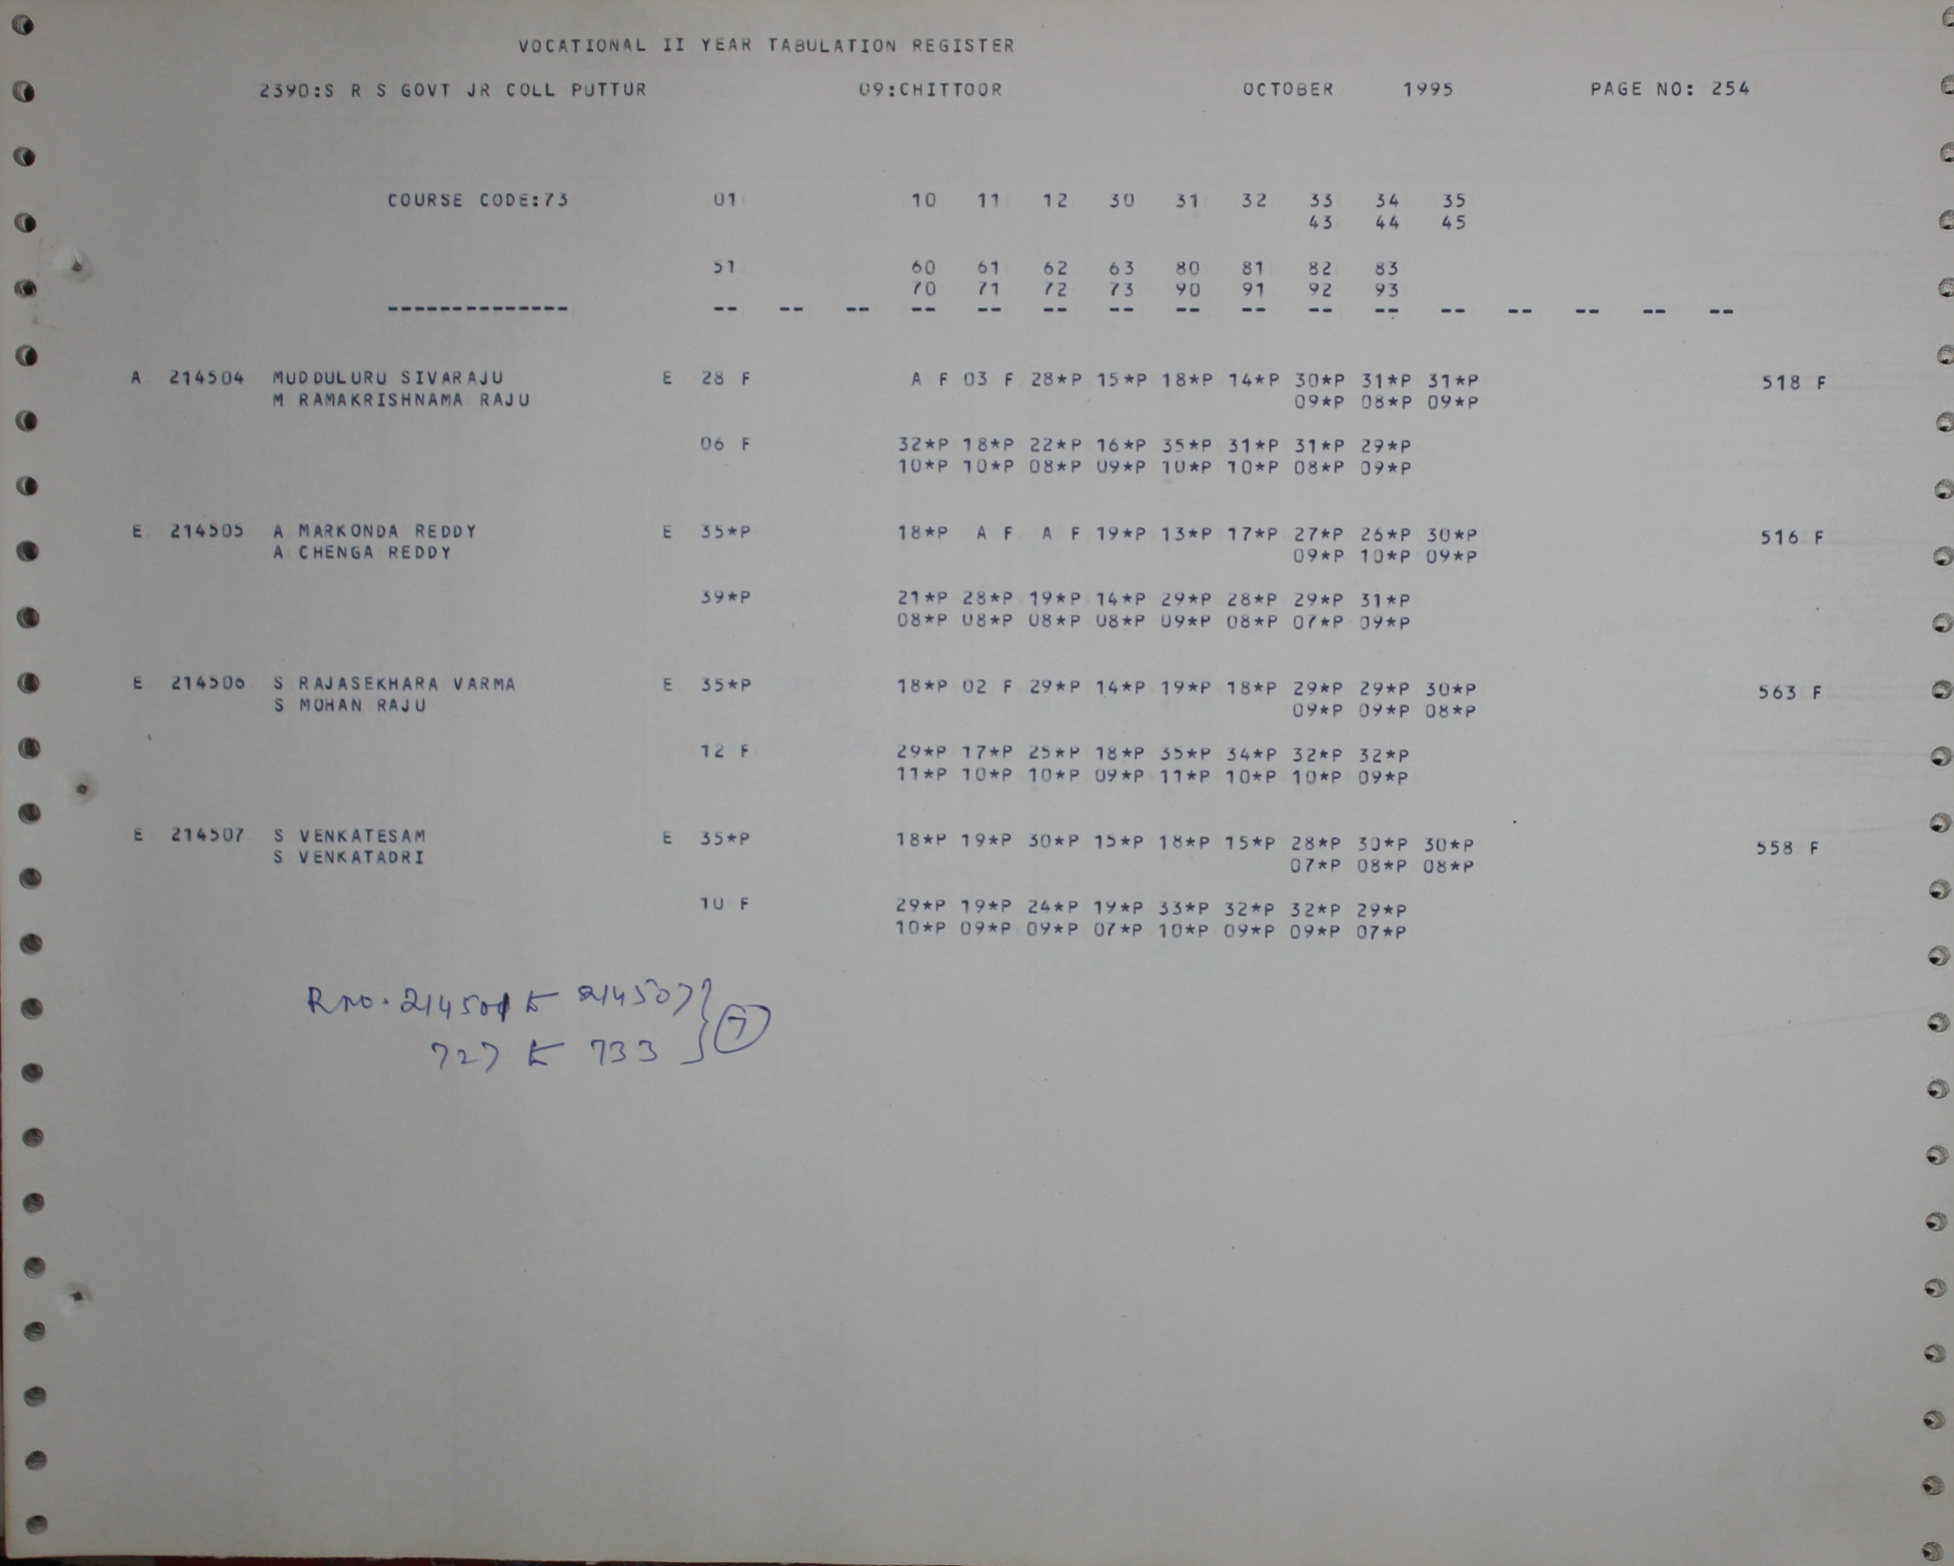 VOCATIONAL II YEAR TABULATION REGISTER
2390:S R S GOVT JR COLL PUTTUR 09:CHITTOOR OCTOBER 1995 PAGE NO: 254
COURSE CODE:73 01 10 11 12 30 31 32 33 34 35
43 44 45
51 60 61 62 63 80 81 82 83
70 71 72 73 90 91 92 93
-------------- -- -- -- -- -- -- -- -- -- -- -- -- -- -- -- --
A 214504 MUDDULURU SIVARAJU E 28 F A F 03 F 28*P 15*P 18*P 14*P 30*P 31*P 31*P 518 F
M RAMAKRISHNAMA RAJU 09*P 08*P 09*P
06 F 32*P 18*P 22*P 16*P 35*P 31*P 31*P 29*P
10*P 10*P 08*P 09*P 10*P 10*P 08*P 09*P
E 214505 A MARKONDA REDDY E 35*P 18*P A F A F 19*P 13*P 17*P 27*P 26*P 30*P 516 F
A CHENGA REDDY 09*P 10*P 09*P
39*P 21*P 28*P 19*P 14*P 29*P 28*P 29*P 31*P
08*P 08*P 08*P 08*P 09*P 08*P 07*P 09*P
E 214506 S RAJASEKHARA VARMA E 35*P 18*P 02 F 29*P 14*P 19*P 18*P 29*P 29*P 30*P 563 F
S MOHAN RAJU 09*P 09*P 08*P
12 F 29*P 17*P 25*P 18*P 35*P 34*P 32*P 32*P
11*P 10*P 10*P 09*P 11*P 10*P 10*P 09*P
E 214507 S VENKATESAM E 35*P 18*P 19*P 30*P 15*P 18*P 15*P 28*P 30*P 30*P 558 F
S VENKATADRI 07*P 08*P 08*P
10 F 29*P 19*P 24*P 19*P 33*P 32*P 32*P 29*P
10*P 09*P 09*P 07*P 10*P 09*P 09*P 07*P
R no. 214501 to 214507
727 to 733 7